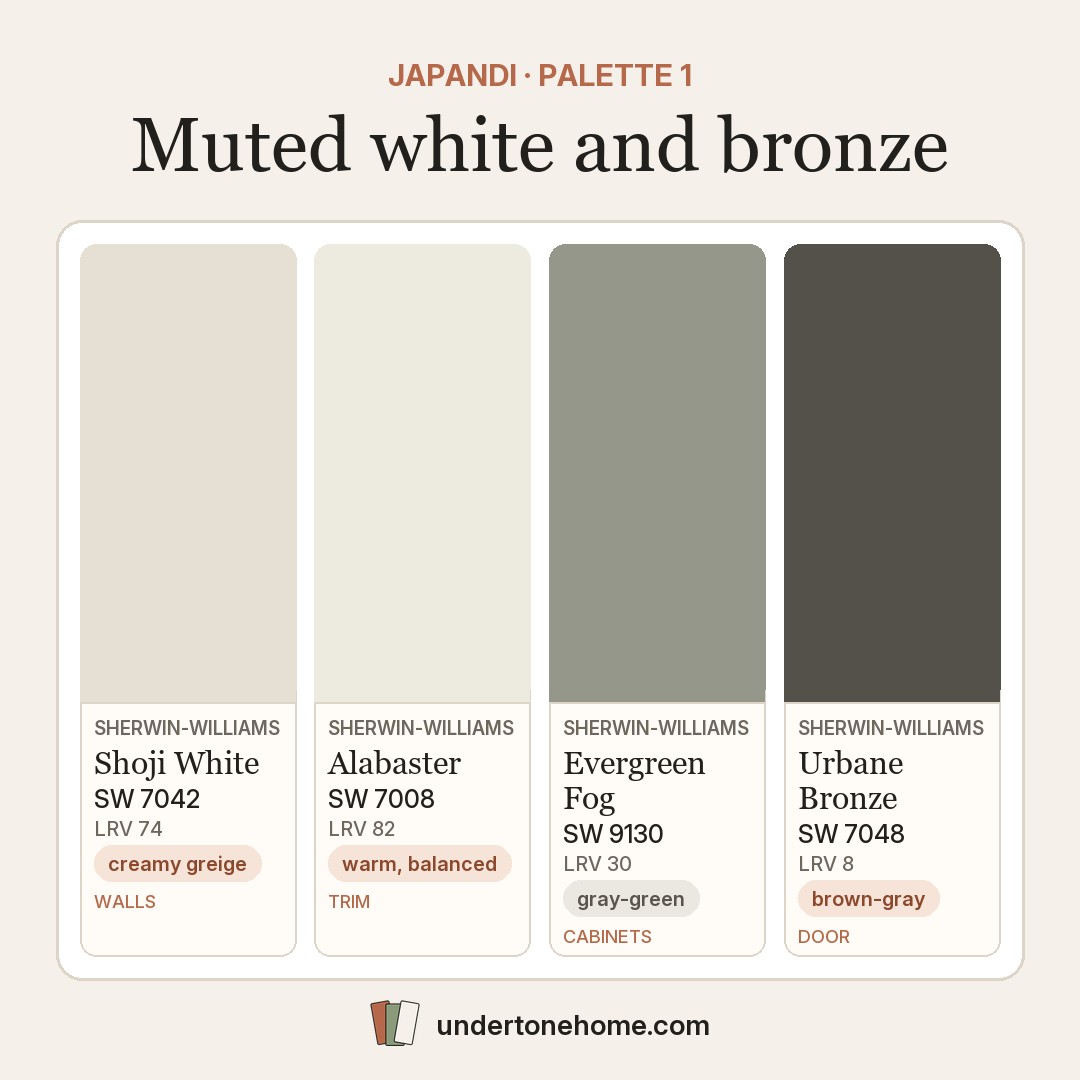 JAPANDI · PALETTE 1
Muted white and bronze
SHERWIN-WILLIAMS
Shoji White
SW 7042
LRV 74
creamy greige
WALLS
SHERWIN-WILLIAMS
Alabaster
SW 7008
LRV 82
warm, balanced
TRIM
SHERWIN-WILLIAMS
Evergreen
Fog
SW 9130
LRV 30
gray-green
CABINETS
SHERWIN-WILLIAMS
Urbane
Bronze
SW 7048
LRV 8
brown-gray
DOOR
undertonehome.com